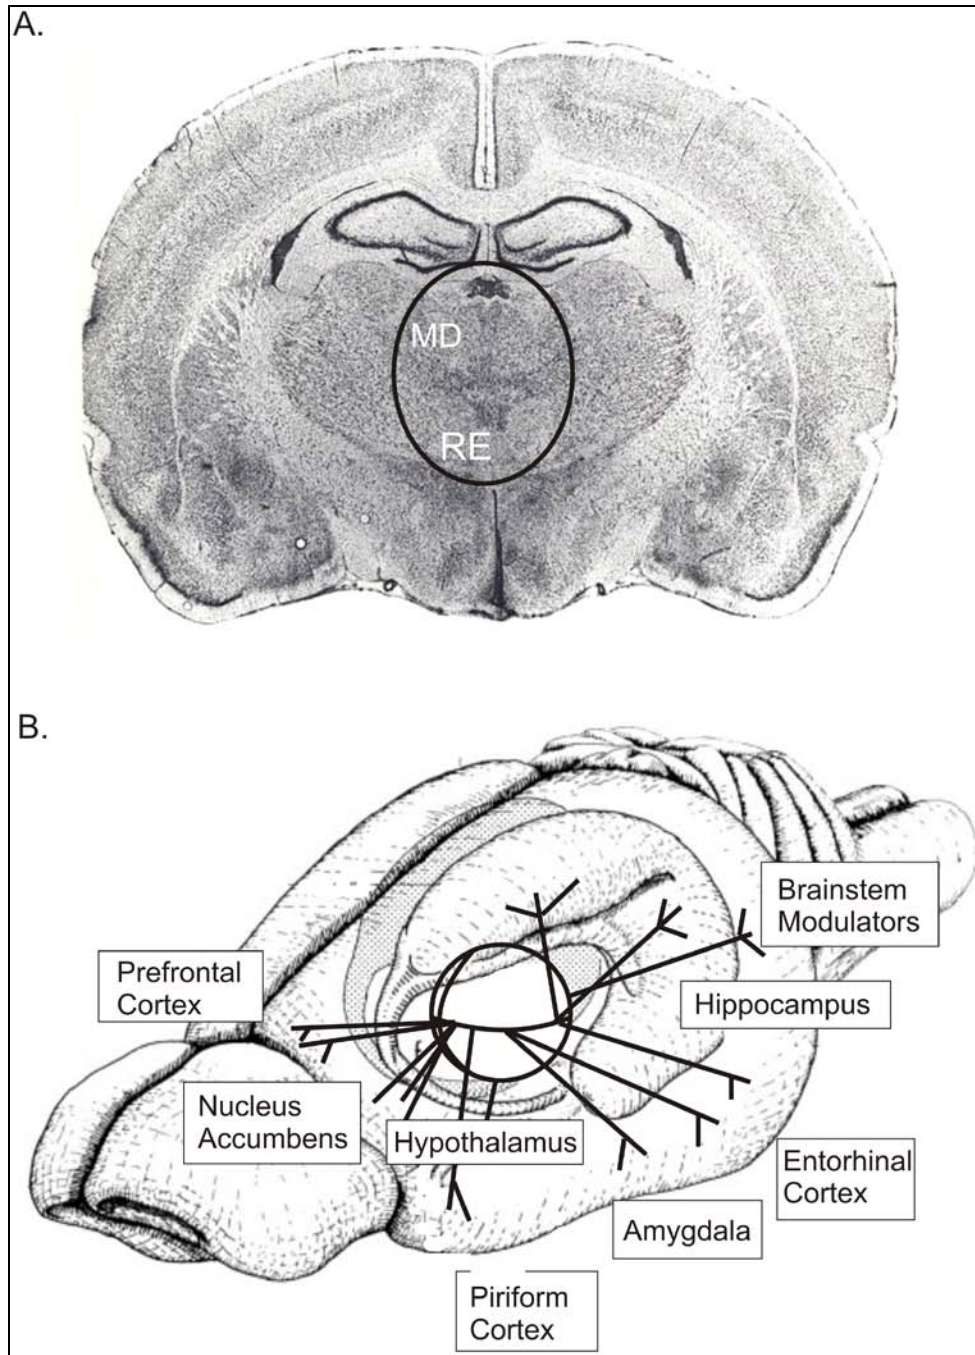 A.
MD
RE
B.
Brainstem
Modulators
Prefrontal
Cortex
Hippocampus
Nucleus
Accumbens
Hypothalamus
Entorhinal
Cortex
Amygdala
Piriform
Cortex